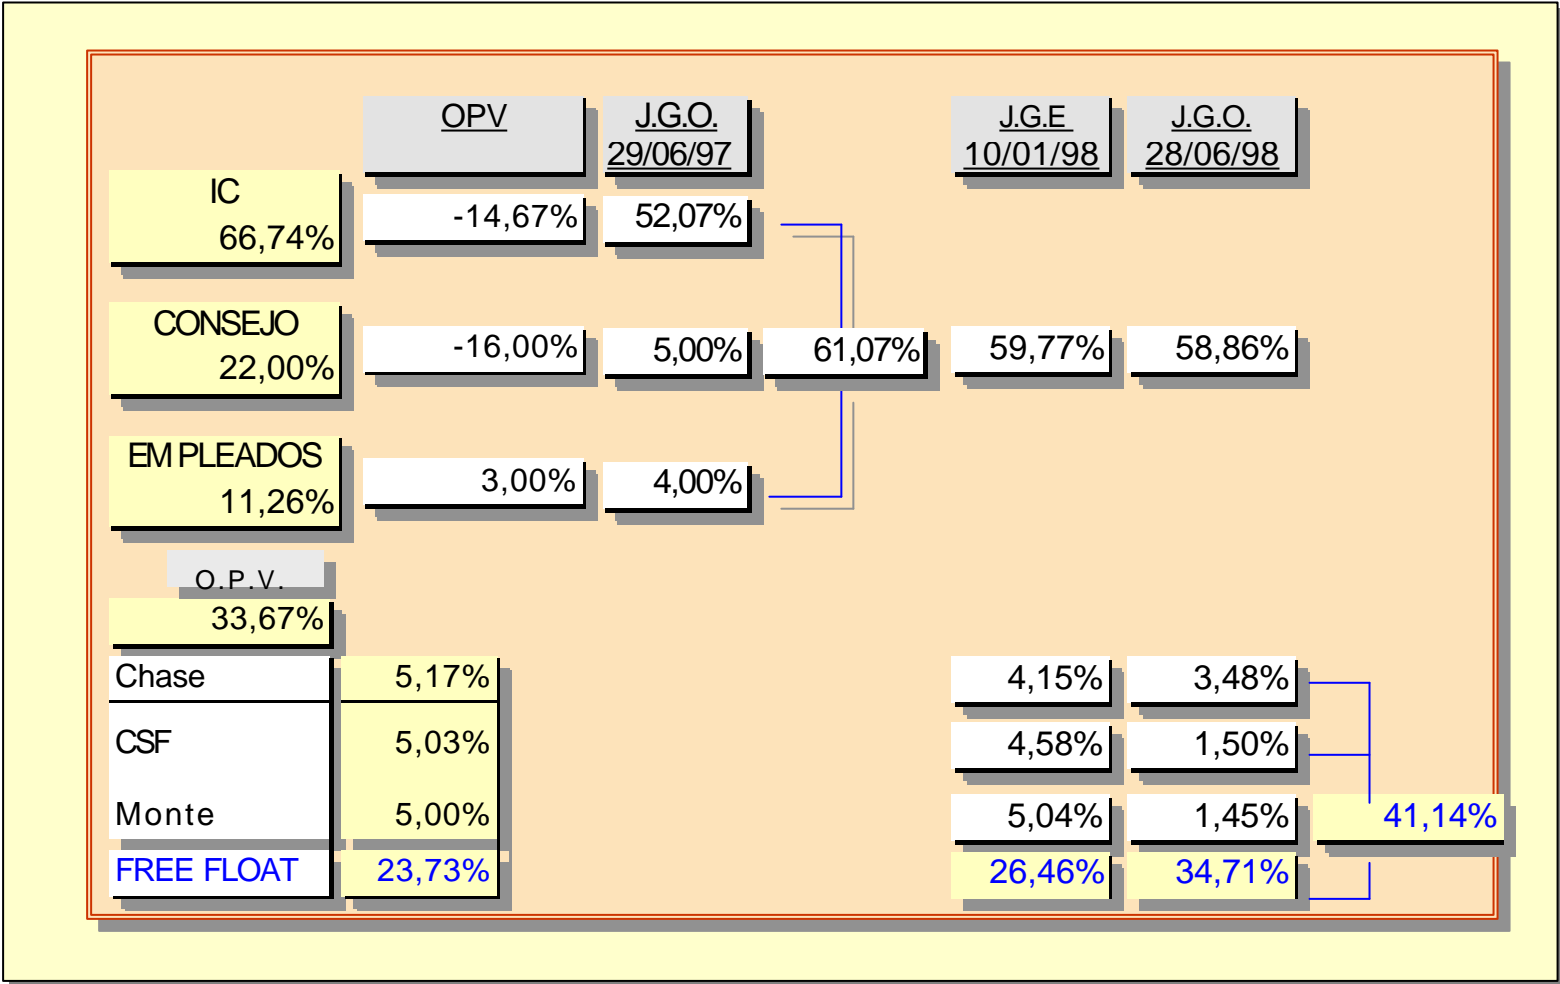 OPV
J.G.O.
29/06/97
J.G.E
10/01/98
J.G.O.
28/06/98
IC
66,74%
-14,67%
52,07%
CONSEJO
22,00%
-16,00%
5,00%
61,07%
59,77%
58,86%
EMPLEADOS
11,26%
3,00%
4,00%
O.P.V.
33,67%
Chase
5,17%
4,15%
3,48%
CSF
5,03%
4,58%
1,50%
Monte
5,00%
5,04%
1,45%
41,14%
FREE FLOAT
23,73%
26,46%
34,71%